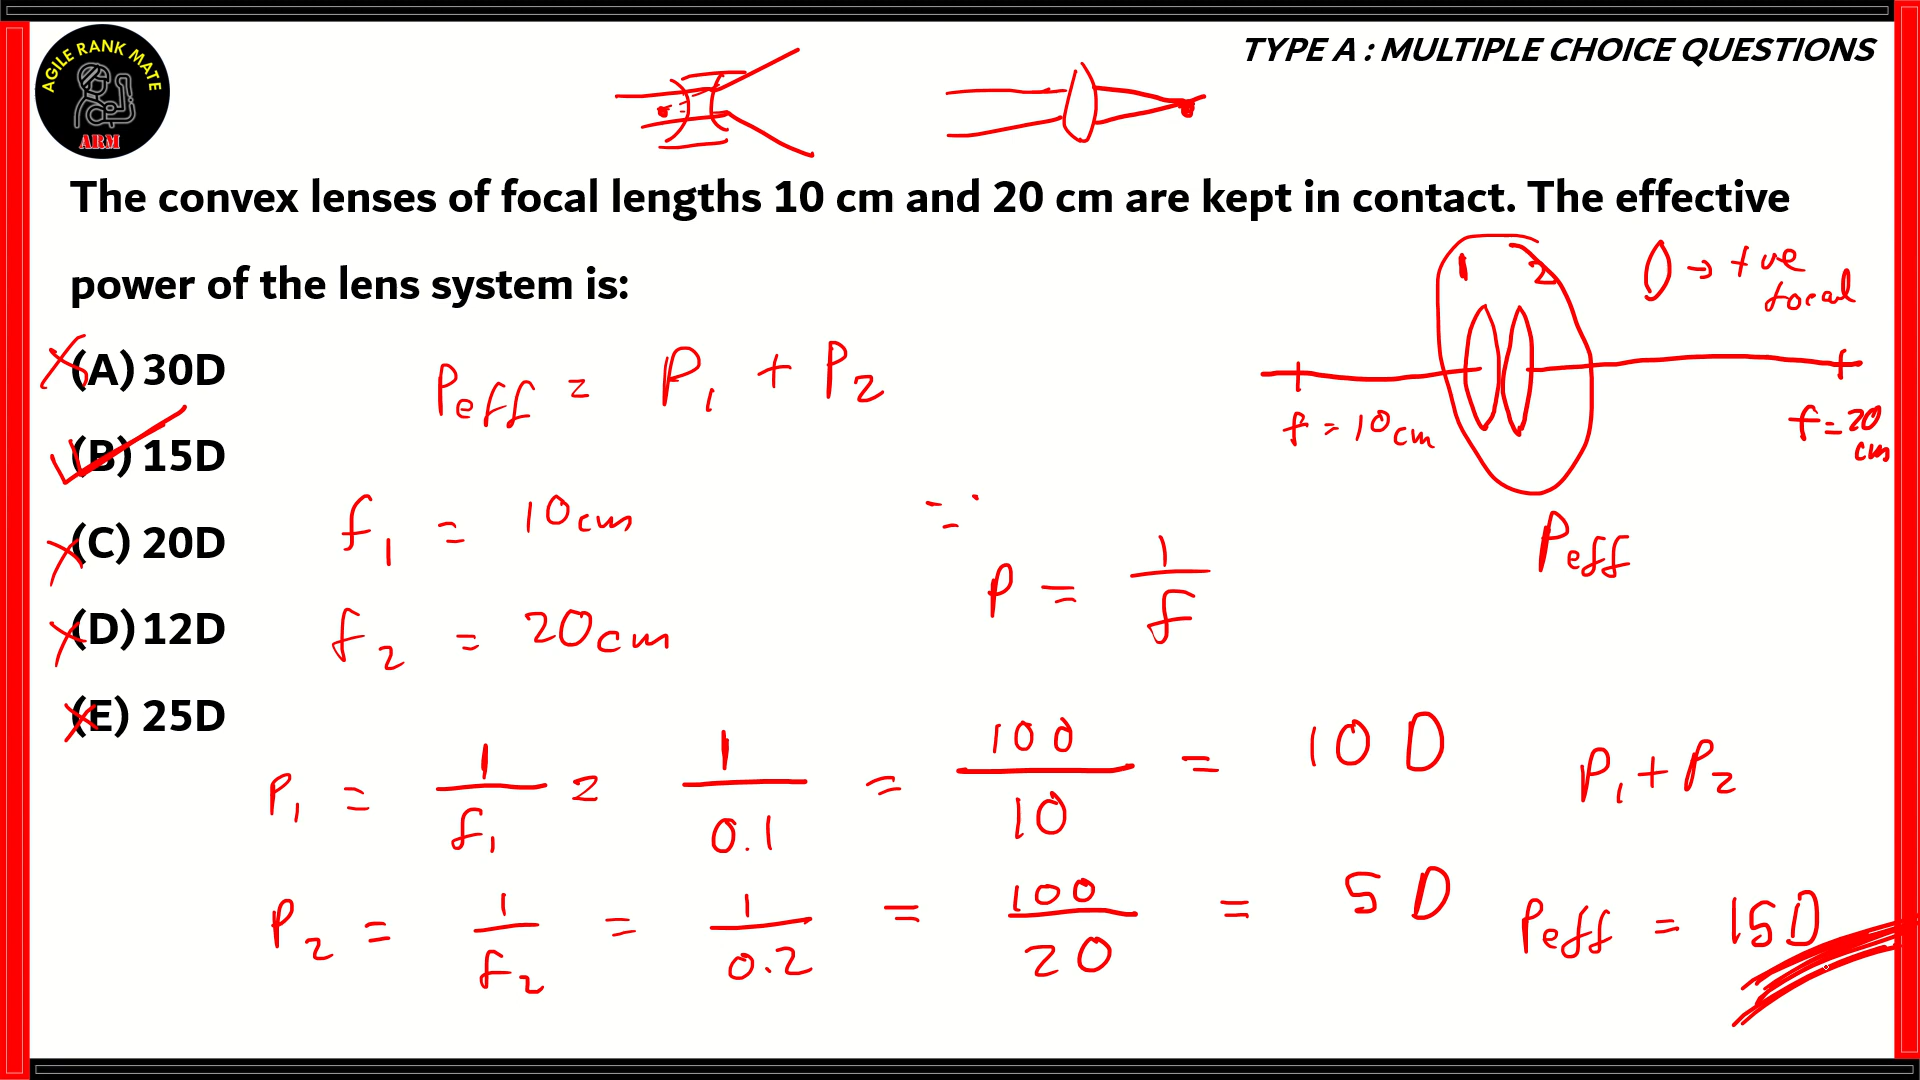 AGILE RANK MATE
ARM
TYPE A : MULTIPLE CHOICE QUESTIONS
The convex lenses of focal lengths 10 cm and 20 cm are kept in contact. The effective
power of the lens system is:
1 2
0 → +ve focal
(A) 30D
Peff = P1 + P2
f = 10cm
f = 20 cm
(B) 15D
f1 = 10cm
Peff
(C) 20D
P = 1/f
(D) 12D
f2 = 20cm
(E) 25D
P1 = 1/f1 = 1/0.1 = 100/10 = 10 D
P1 + P2
P2 = 1/f2 = 1/0.2 = 100/20 = 5 D
Peff = 15D